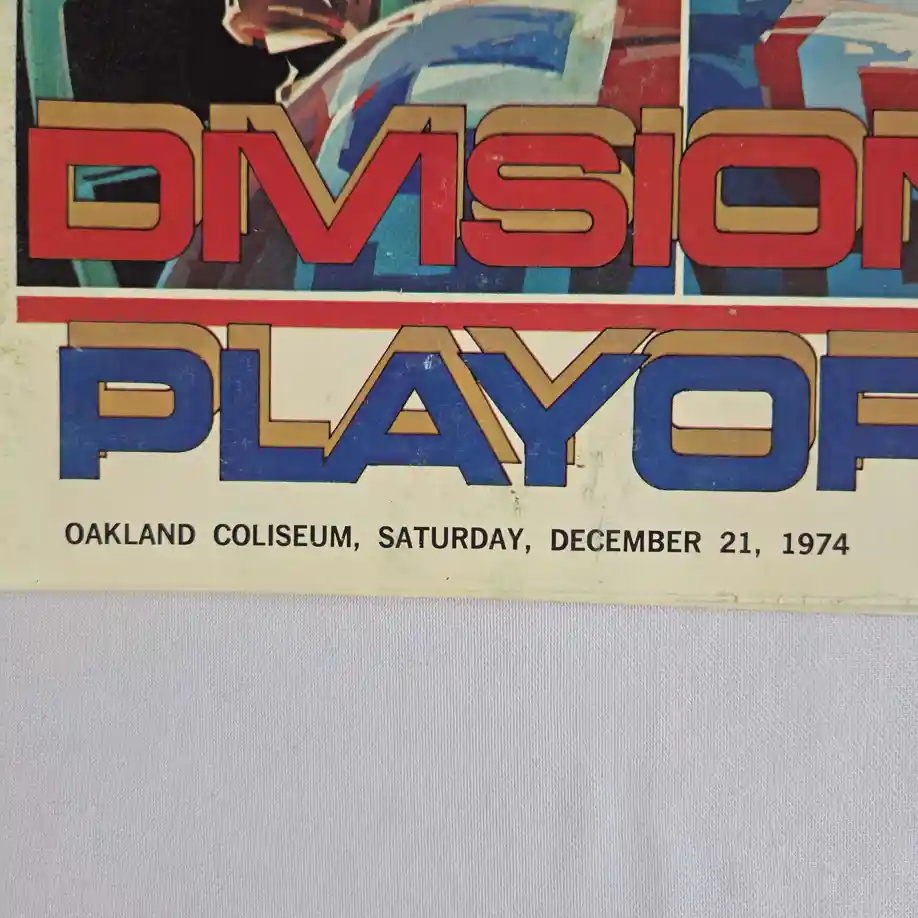 DIVISION
PLAYOF
OAKLAND COLISEUM, SATURDAY, DECEMBER 21, 1974